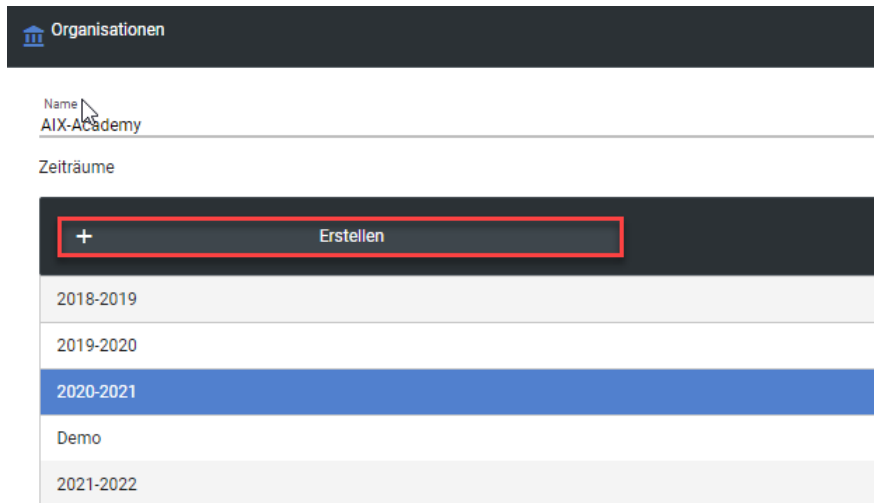 Organisationen
Name
AIX-Academy
Zeiträume
+ Erstellen
2018-2019
2019-2020
2020-2021
Demo
2021-2022